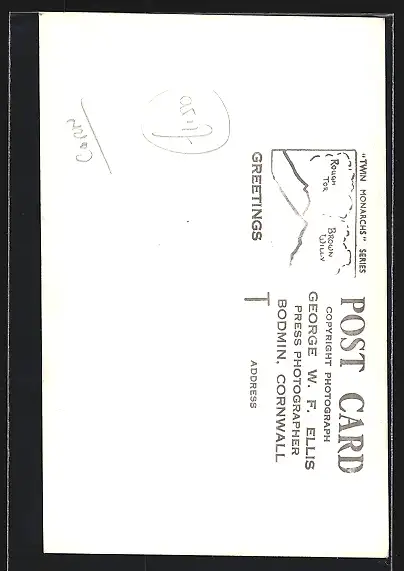 "TWIN MONARCHS" SERIES
ROUGH TOR
BROWN WILLY
GREETINGS
POST CARD
COPYRIGHT PHOTOGRAPH
GEORGE W. F. ELLIS
PRESS PHOTOGRAPHER
BODMIN, CORNWALL
ADDRESS